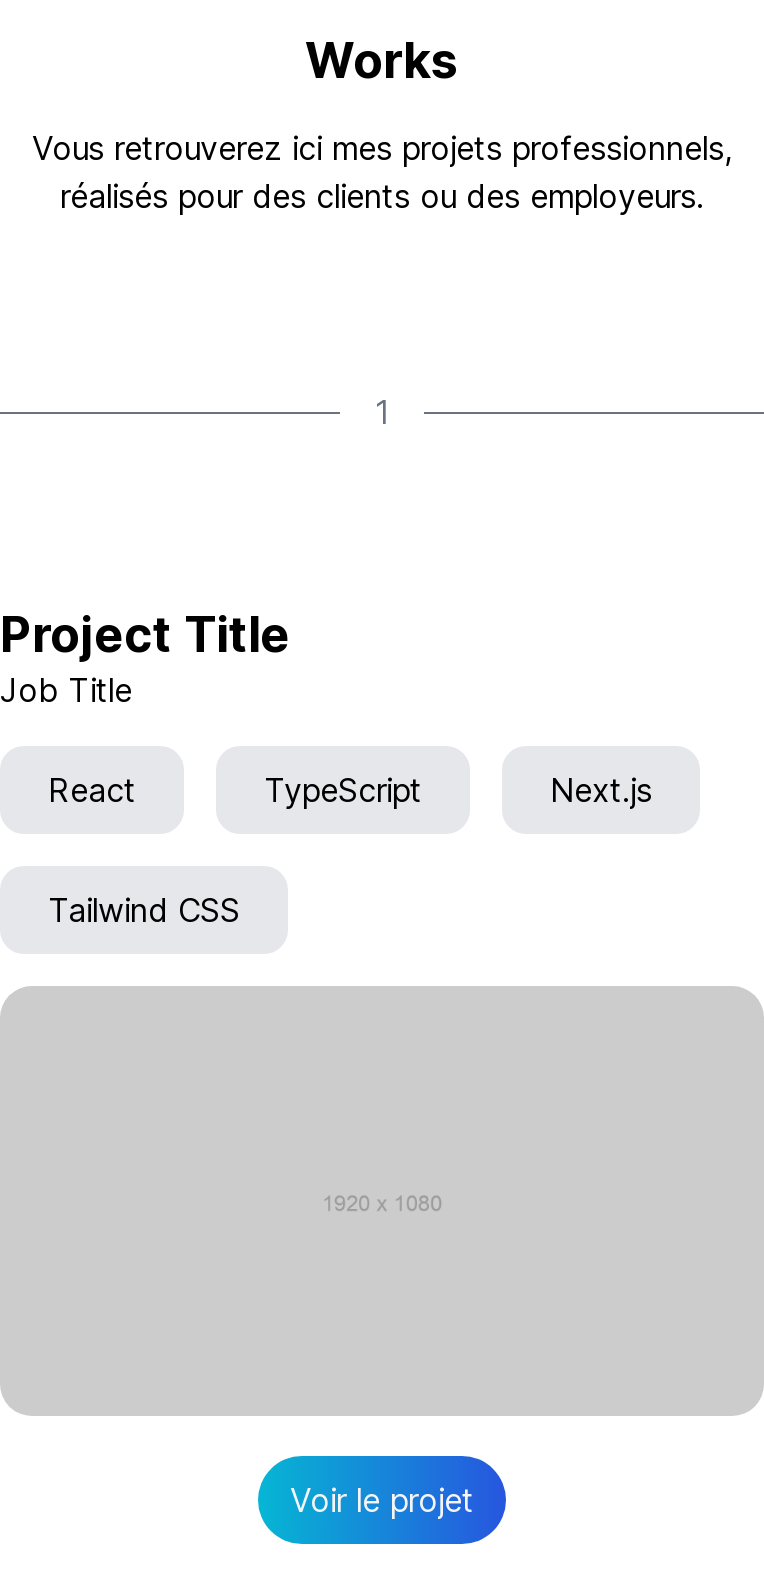 Works
Vous retrouverez ici mes projets professionnels,
réalisés pour des clients ou des employeurs.
1
Project Title
Job Title
React
TypeScript
Next.js
Tailwind CSS
1920 x 1080
Voir le projet